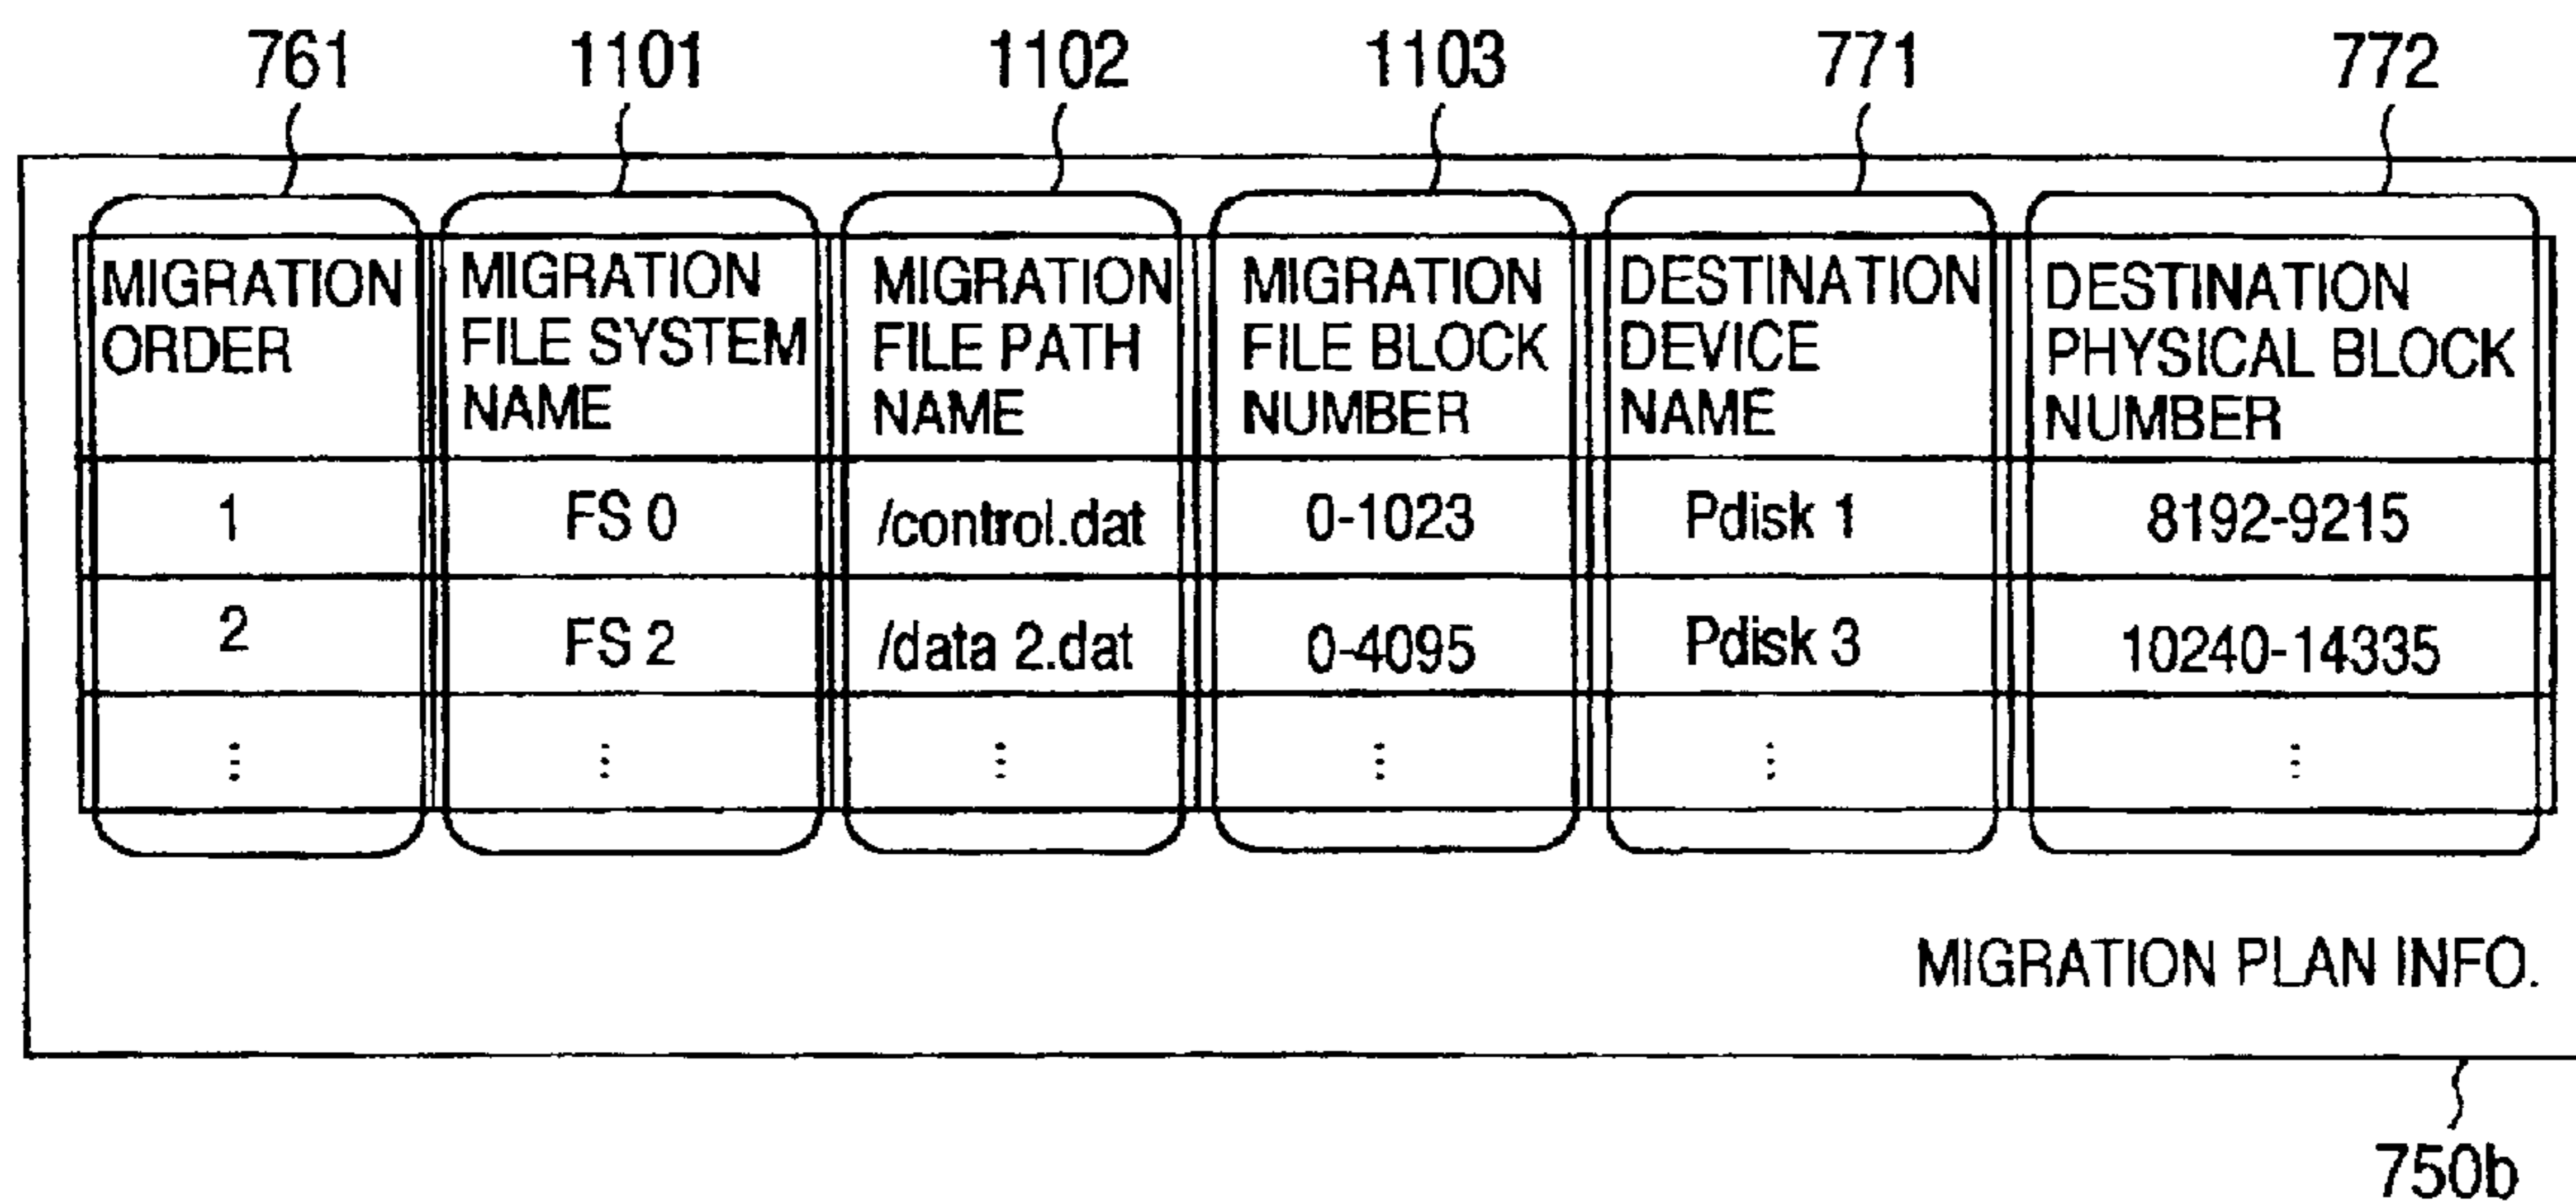 761 1101 1102 1103 771 772
MIGRATION ORDER MIGRATION FILE SYSTEM NAME MIGRATION FILE PATH NAME MIGRATION FILE BLOCK NUMBER DESTINATION DEVICE NAME DESTINATION PHYSICAL BLOCK NUMBER
1 FS 0 /control.dat 0-1023 Pdisk 1 8192-9215
2 FS 2 /data 2.dat 0-4095 Pdisk 3 10240-14335
⋮ ⋮ ⋮ ⋮ ⋮ ⋮
MIGRATION PLAN INFO.
750b